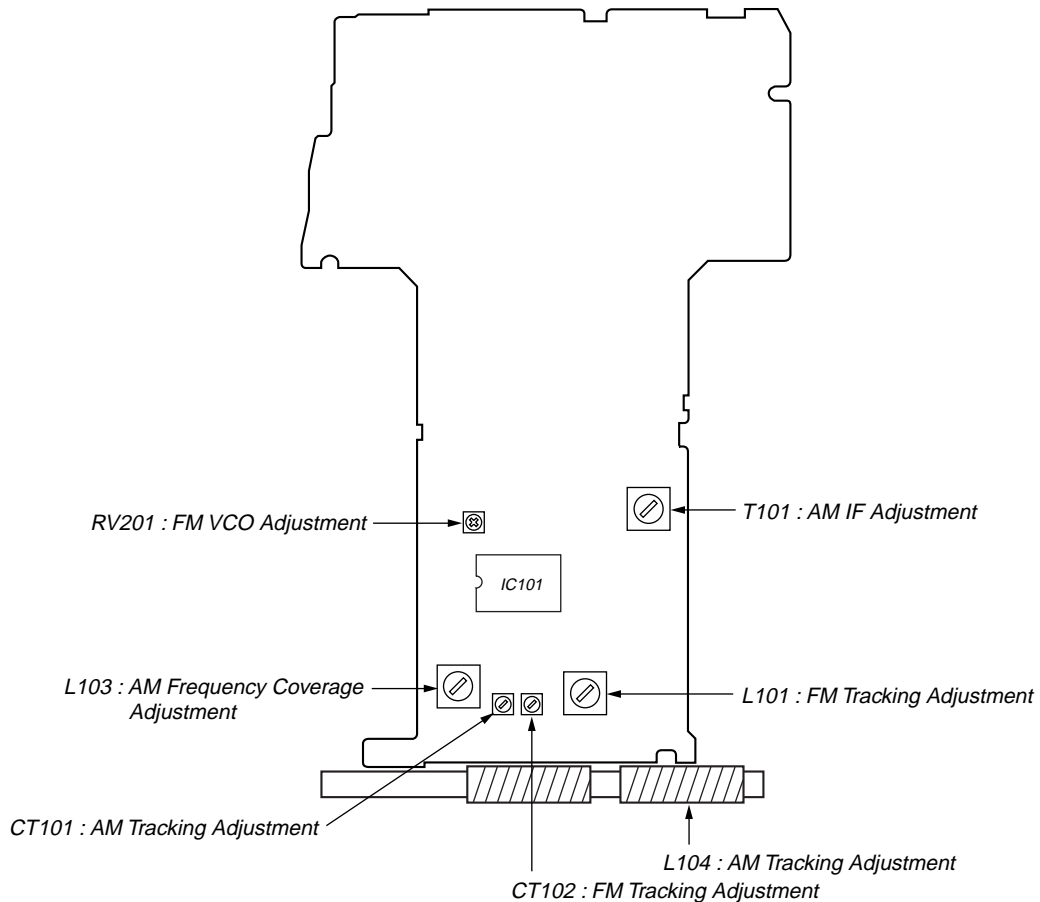 RV201 : FM VCO Adjustment
T101 : AM IF Adjustment
IC101
L103 : AM Frequency Coverage
Adjustment
L101 : FM Tracking Adjustment
CT101 : AM Tracking Adjustment
L104 : AM Tracking Adjustment
CT102 : FM Tracking Adjustment